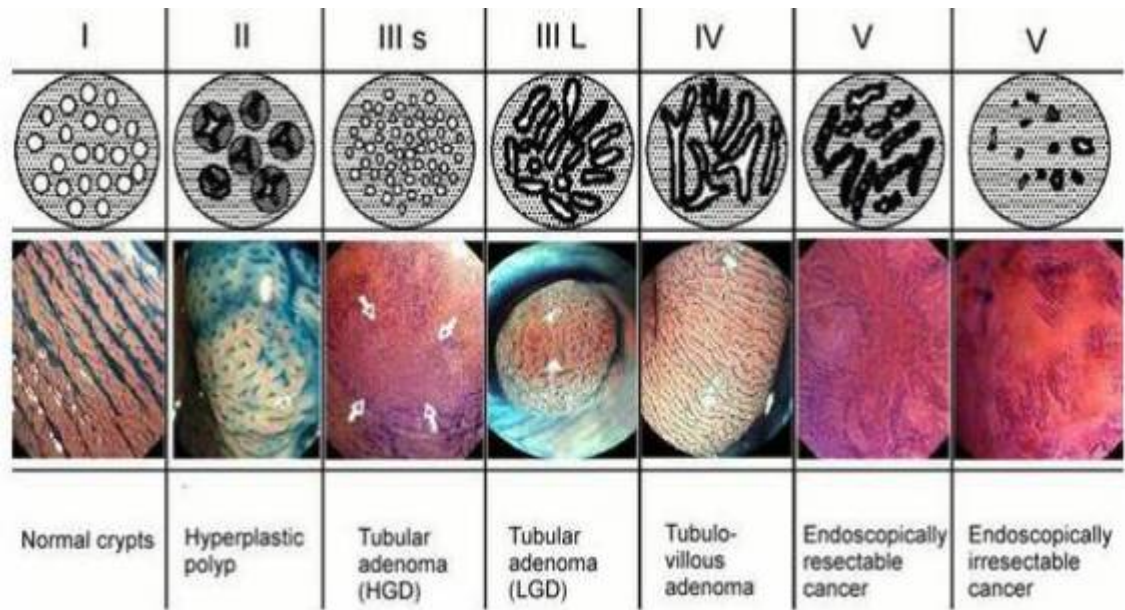 I
II
III s
III L
IV
V
V
Normal crypts
Hyperplastic
polyp
Tubular
adenoma
(HGD)
Tubular
adenoma
(LGD)
Tubulo-
villous
adenoma
Endoscopically
resectable
cancer
Endoscopically
irresectable
cancer